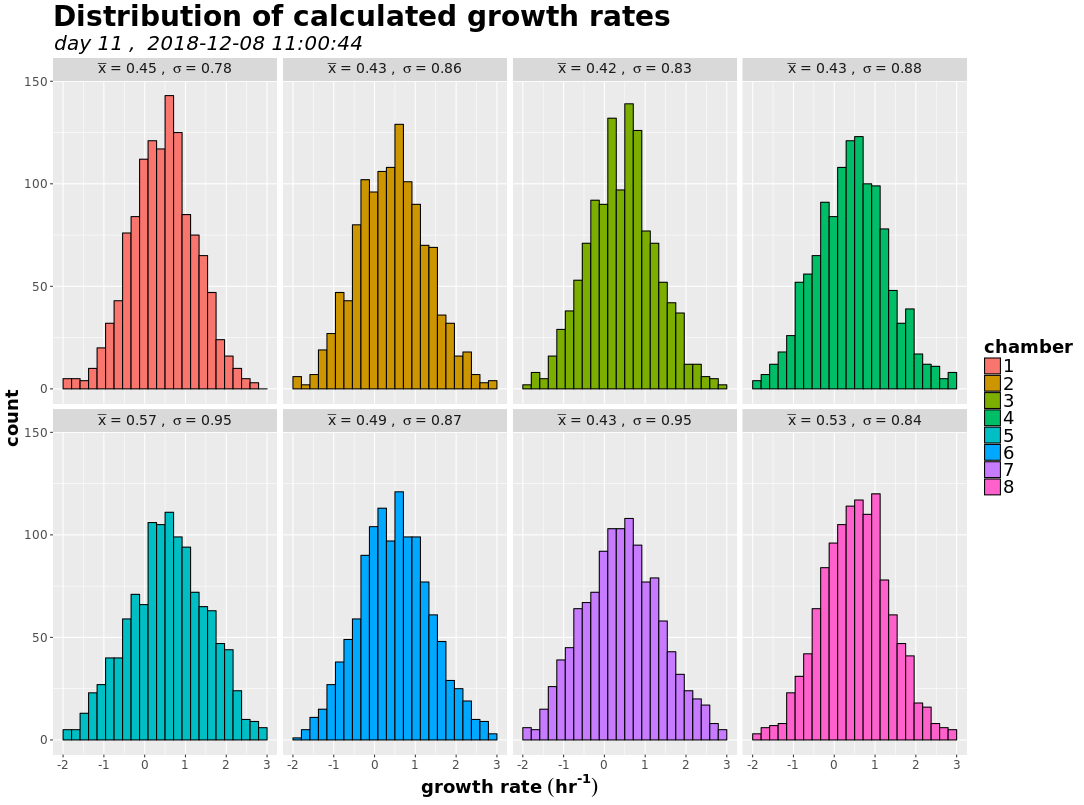 Distribution of calculated growth rates
day 11 ,  2018-12-08 11:00:44
x̅ = 0.45 ,  σ = 0.78
x̅ = 0.43 ,  σ = 0.86
x̅ = 0.42 ,  σ = 0.83
x̅ = 0.43 ,  σ = 0.88
150
100
50
0
x̅ = 0.57 ,  σ = 0.95
x̅ = 0.49 ,  σ = 0.87
x̅ = 0.43 ,  σ = 0.95
x̅ = 0.53 ,  σ = 0.84
150
100
50
0
-2 -1 0 1 2 3
-2 -1 0 1 2 3
-2 -1 0 1 2 3
-2 -1 0 1 2 3
count
growth rate (hr⁻¹)
chamber
1
2
3
4
5
6
7
8